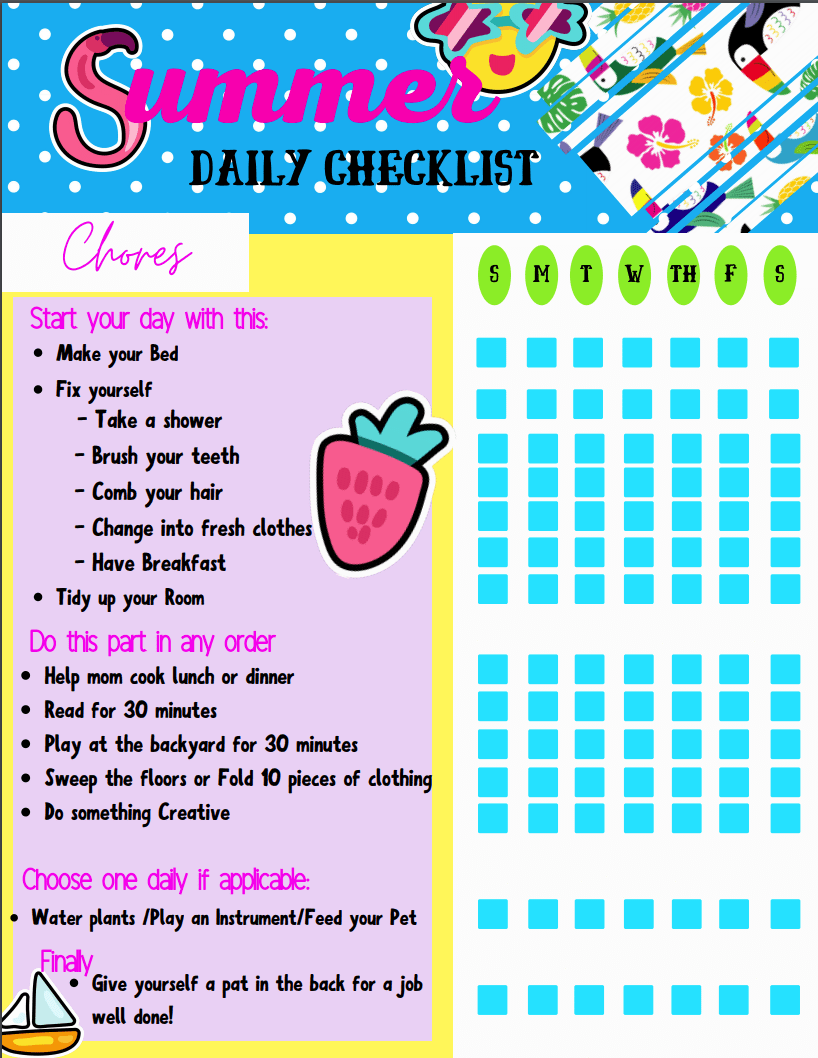 Summer
DAILY CHECKLIST
Chores
S M T W TH F S
Start your day with this:
• Make your Bed
• Fix yourself
- Take a shower
- Brush your teeth
- Comb your hair
- Change into fresh clothes
- Have Breakfast
• Tidy up your Room
Do this part in any order
• Help mom cook lunch or dinner
• Read for 30 minutes
• Play at the backyard for 30 minutes
• Sweep the floors or Fold 10 pieces of clothing
• Do something Creative
Choose one daily if applicable:
• Water plants /Play an Instrument/Feed your Pet
Finally
• Give yourself a pat in the back for a job
well done!